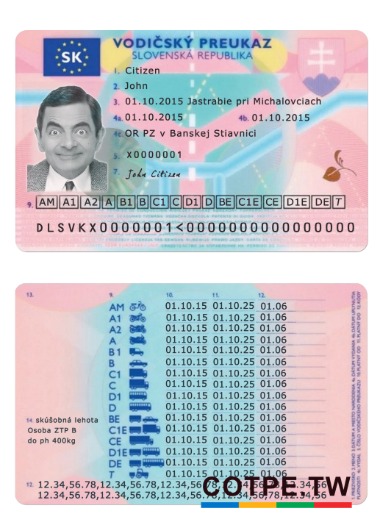 SK
VODIČSKÝ PREUKAZ
SLOVENSKÁ REPUBLIKA
1. Citizen
2. John
3. 01.10.2015 Jastrabie pri Michalovciach
4a. 01.10.2015 4b. 01.10.2015
4c. OR PZ v Banskej Stiavnici
5. X0000001
7. John Citizen
9. AM A1 A2 A B1 B C1 C D1 D BE C1E CE D1E DE T
DLSVKX0000001<0000000000000000
13. 9. 10. 11. 12.
AM 01.10.15 01.10.25 01.06
A1 01.10.15 01.10.25 01.06
A2 01.10.15 01.10.25 01.06
A 01.10.15 01.10.25 01.06
B1 01.10.15 01.10.25 01.06
B 01.10.15 01.10.25 01.06
C1 01.10.15 01.10.25 01.06
C 01.10.15 01.10.25 01.06
D1 01.10.15 01.10.25 01.06
D 01.10.15 01.10.25 01.06
14. skúšobná lehota
BE 01.10.15 01.10.25 01.06
Osoba ZTP B
C1E 01.10.15 01.10.25 01.06
do ph 400kg
CE 01.10.15 01.10.25 01.06
D1E 01.10.15 01.10.25 01.06
DE 01.10.15 01.10.25 01.06
T 01.10.15 01.10.25 01.06
12. 12.34,56.78,12.34,56.78,12.34,56.78,12.34,56.78,12.34,56
12.34,56.78,12.34,56.78,12.34,56.78,12.34,56.78,12.34,56
COIPE.TW